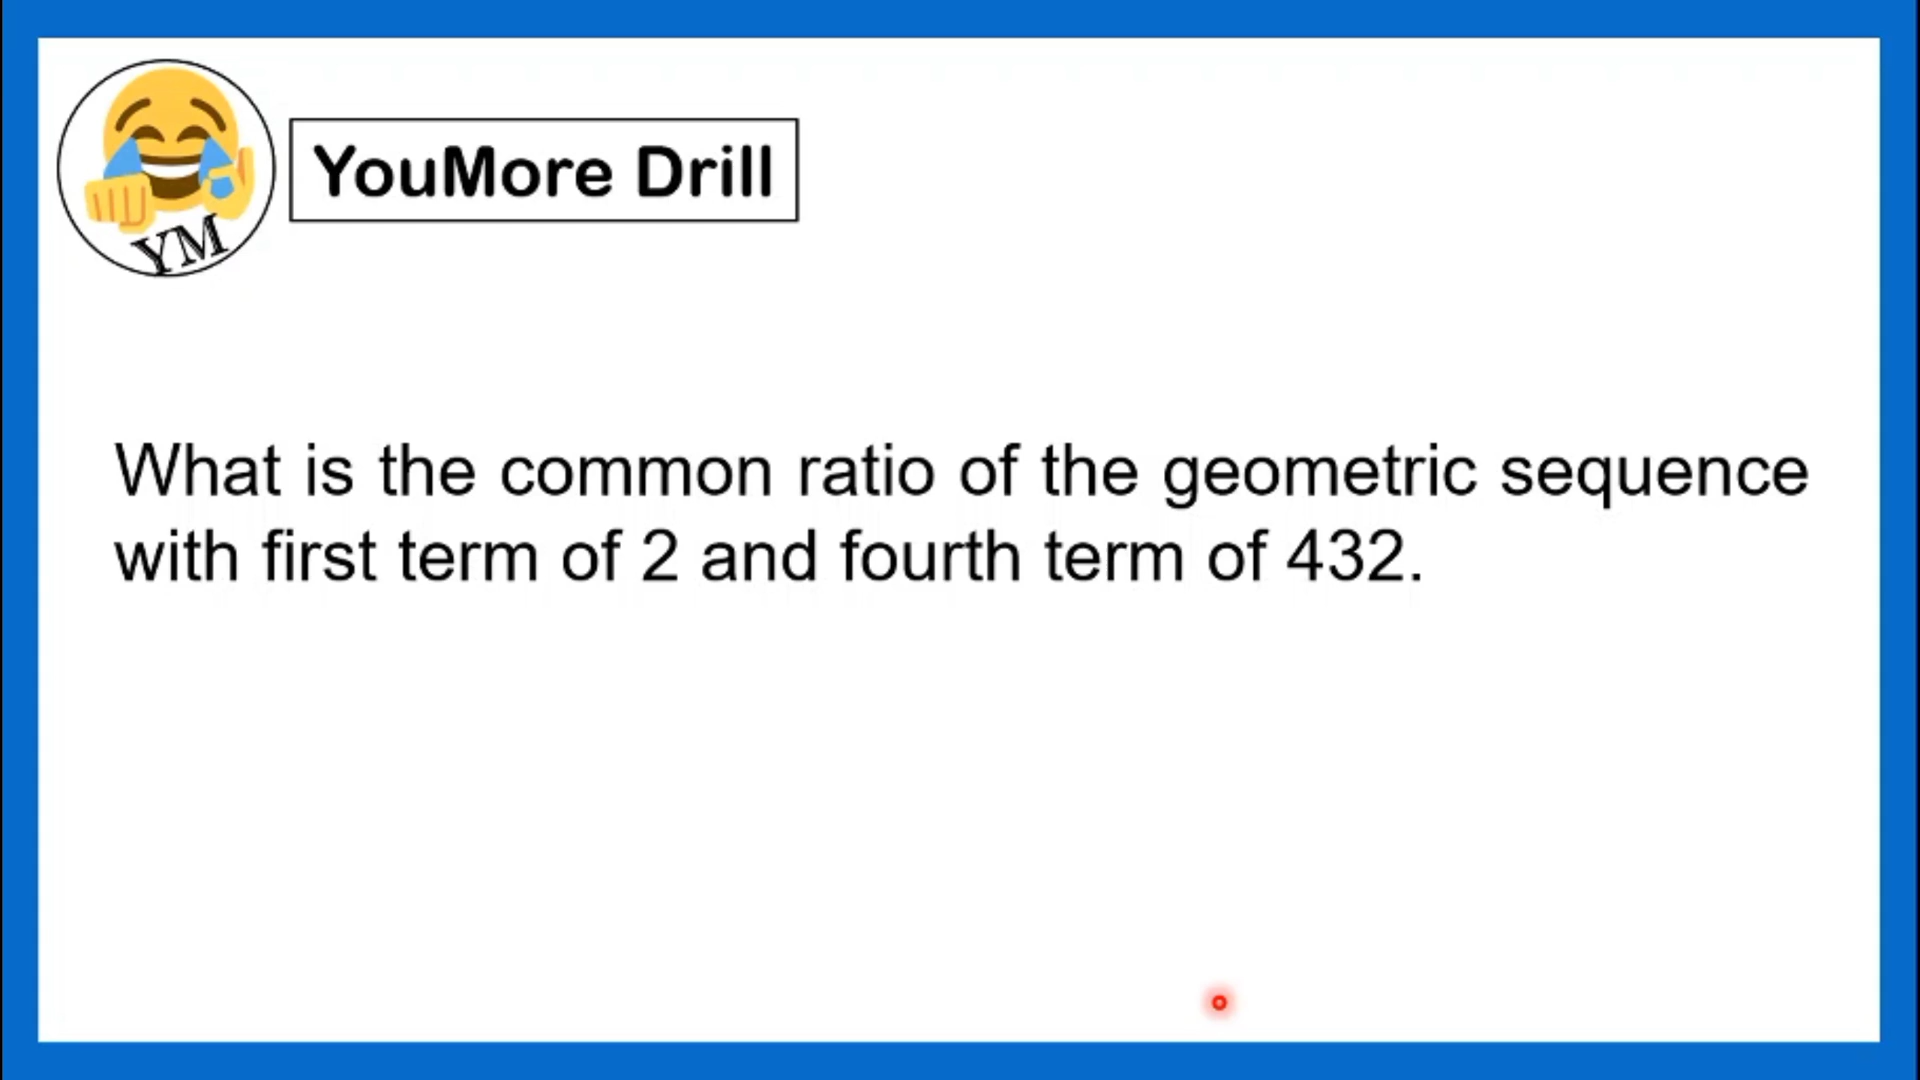 YM
YouMore Drill
What is the common ratio of the geometric sequence
with first term of 2 and fourth term of 432.